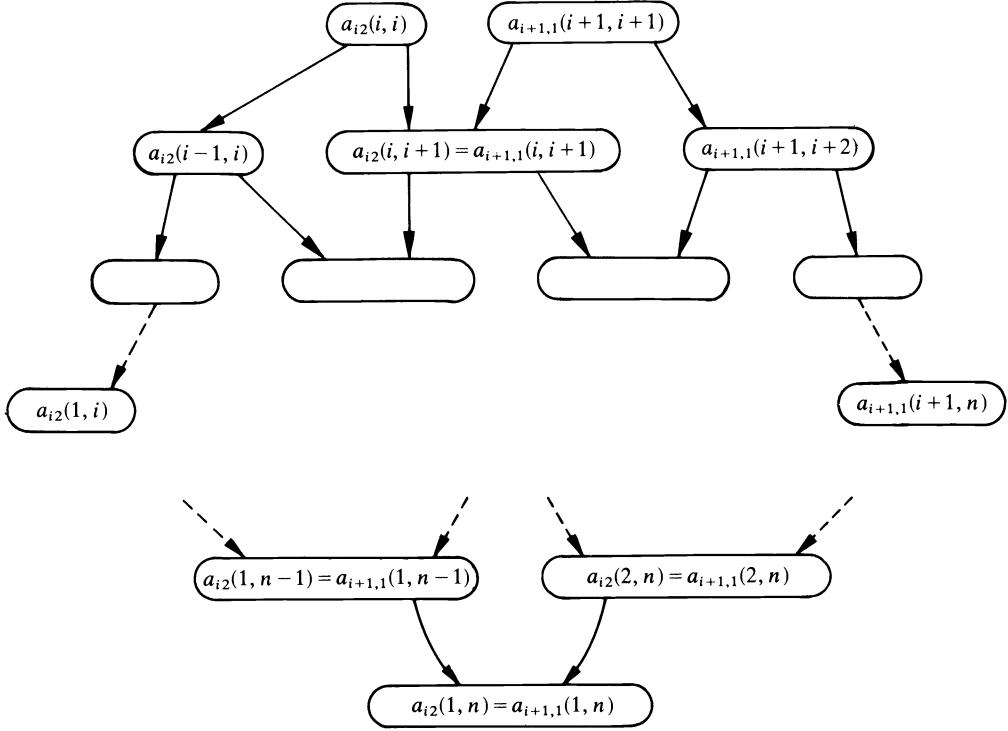 a_{i2}(i, i)
a_{i+1,1}(i+1, i+1)
a_{i2}(i−1, i)
a_{i2}(i, i+1) = a_{i+1,1}(i, i+1)
a_{i+1,1}(i+1, i+2)
a_{i2}(1, i)
a_{i+1,1}(i+1, n)
a_{i2}(1, n−1) = a_{i+1,1}(1, n−1)
a_{i2}(2, n) = a_{i+1,1}(2, n)
a_{i2}(1, n) = a_{i+1,1}(1, n)